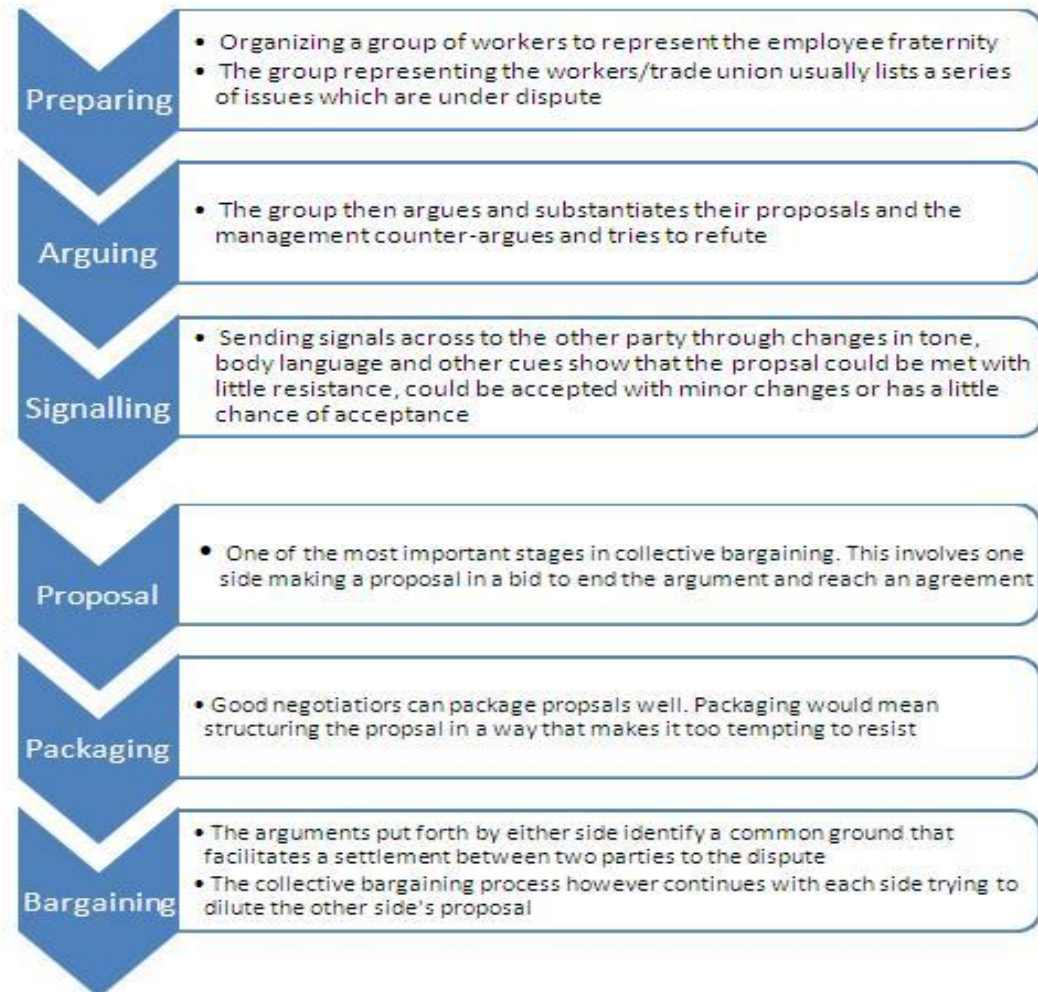 Preparing
• Organizing a group of workers to represent the employee fraternity
• The group representing the workers/trade union usually lists a series
of issues which are under dispute
Arguing
• The group then argues and substantiates their proposals and the
management counter-argues and tries to refute
Signalling
• Sending signals across to the other party through changes in tone,
body language and other cues show that the propsal could be met with
little resistance, could be accepted with minor changes or has a little
chance of acceptance
Proposal
• One of the most important stages in collective bargaining. This involves one
side making a proposal in a bid to end the argument and reach an agreement
Packaging
• Good negotiatiors can package propsals well. Packaging would mean
structuring the propsal in a way that makes it too tempting to resist
Bargaining
• The arguments put forth by either side identify a common ground that
facilitates a settlement between two parties to the dispute
• The collective bargaining process however continues with each side trying to
dilute the other side's proposal